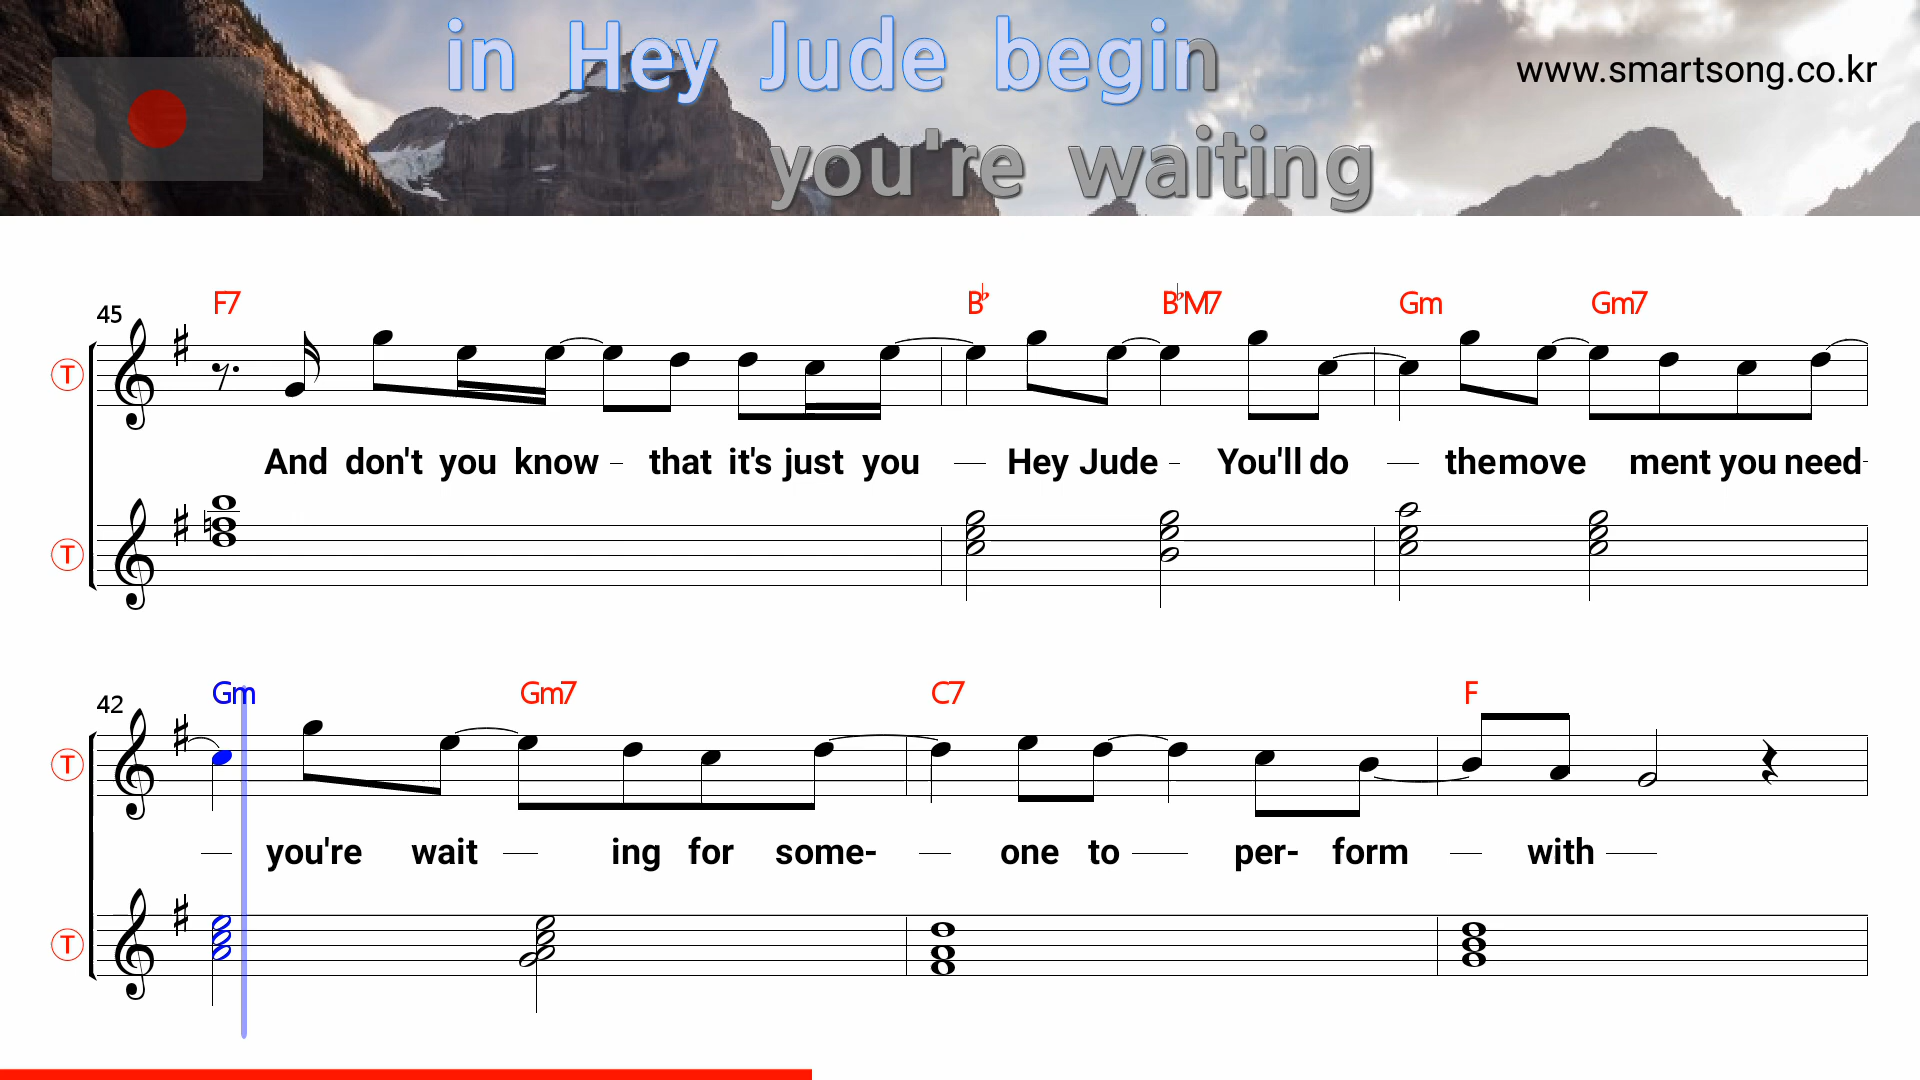 in Hey Jude begin
www.smartsong.co.kr
you're waiting
45
F7 B♭ B♭M7 Gm Gm7
T
And don't you know – that it's just you — Hey Jude – You'll do — themove ment you need-
T
42
Gm Gm7 C7 F
T
— you're wait — ing for some- — one to — per- form — with —
T